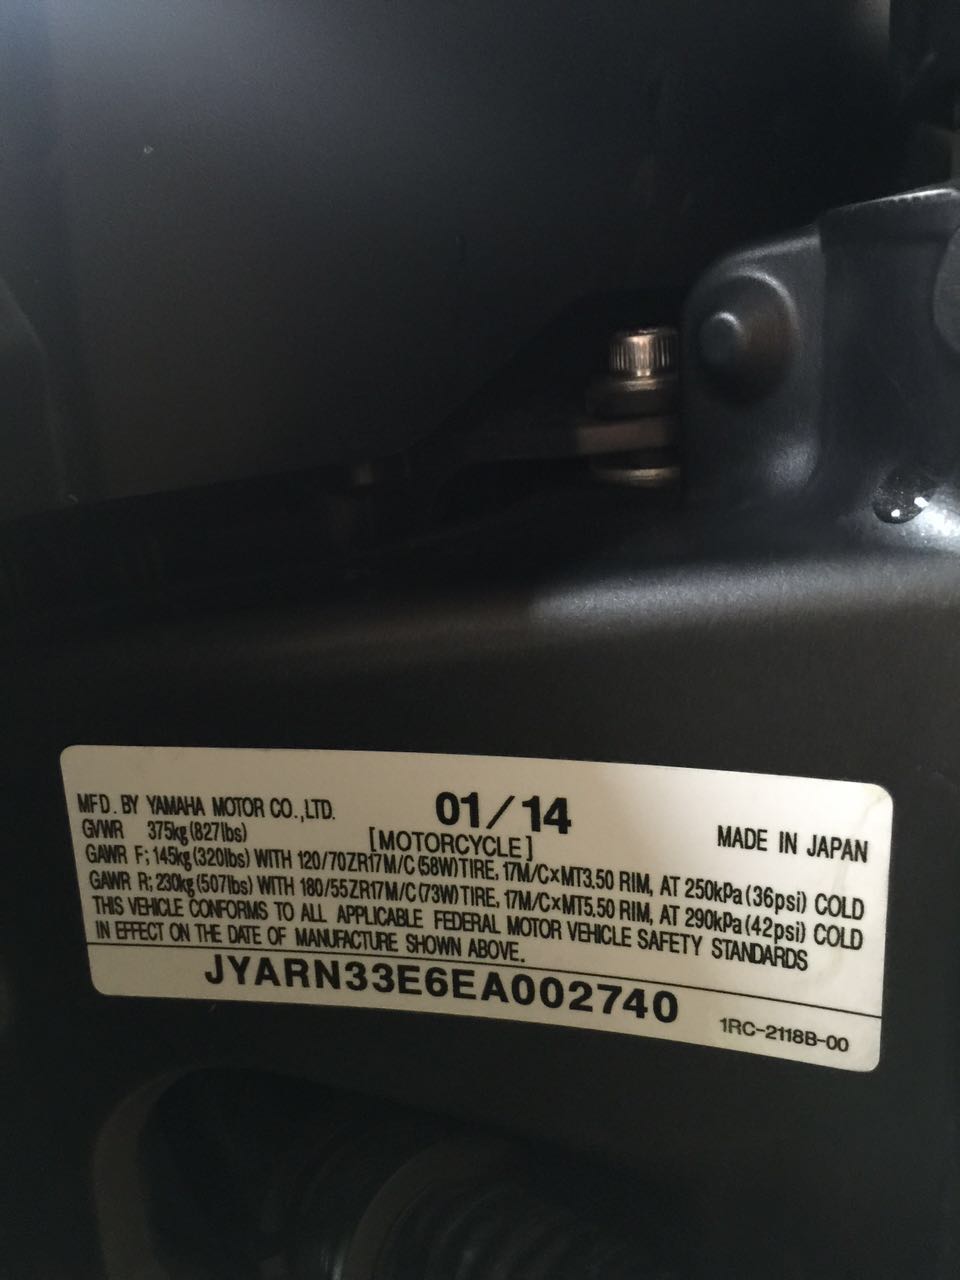 MFD. BY YAMAHA MOTOR CO.,LTD. 01/14 MADE IN JAPAN
GVWR 375kg(827lbs) [MOTORCYCLE]
GAWR F; 145kg(320lbs) WITH 120/70ZR17M/C(58W)TIRE, 17M/C×MT3.50 RIM, AT 250kPa(36psi) COLD
GAWR R; 230kg(507lbs) WITH 180/55ZR17M/C(73W)TIRE, 17M/C×MT5.50 RIM, AT 290kPa(42psi) COLD
THIS VEHICLE CONFORMS TO ALL APPLICABLE FEDERAL MOTOR VEHICLE SAFETY STANDARDS
IN EFFECT ON THE DATE OF MANUFACTURE SHOWN ABOVE.
JYARN33E6EA002740
1RC-2118B-00